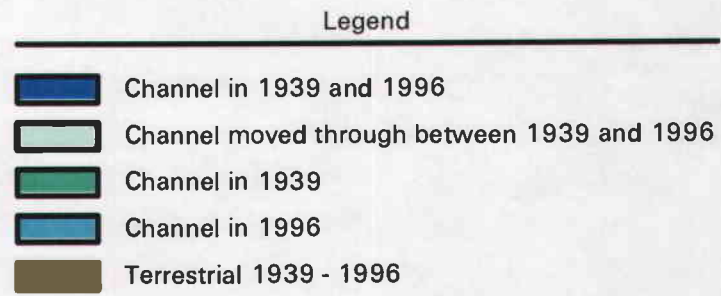 Legend
Channel in 1939 and 1996
Channel moved through between 1939 and 1996
Channel in 1939
Channel in 1996
Terrestrial 1939 - 1996